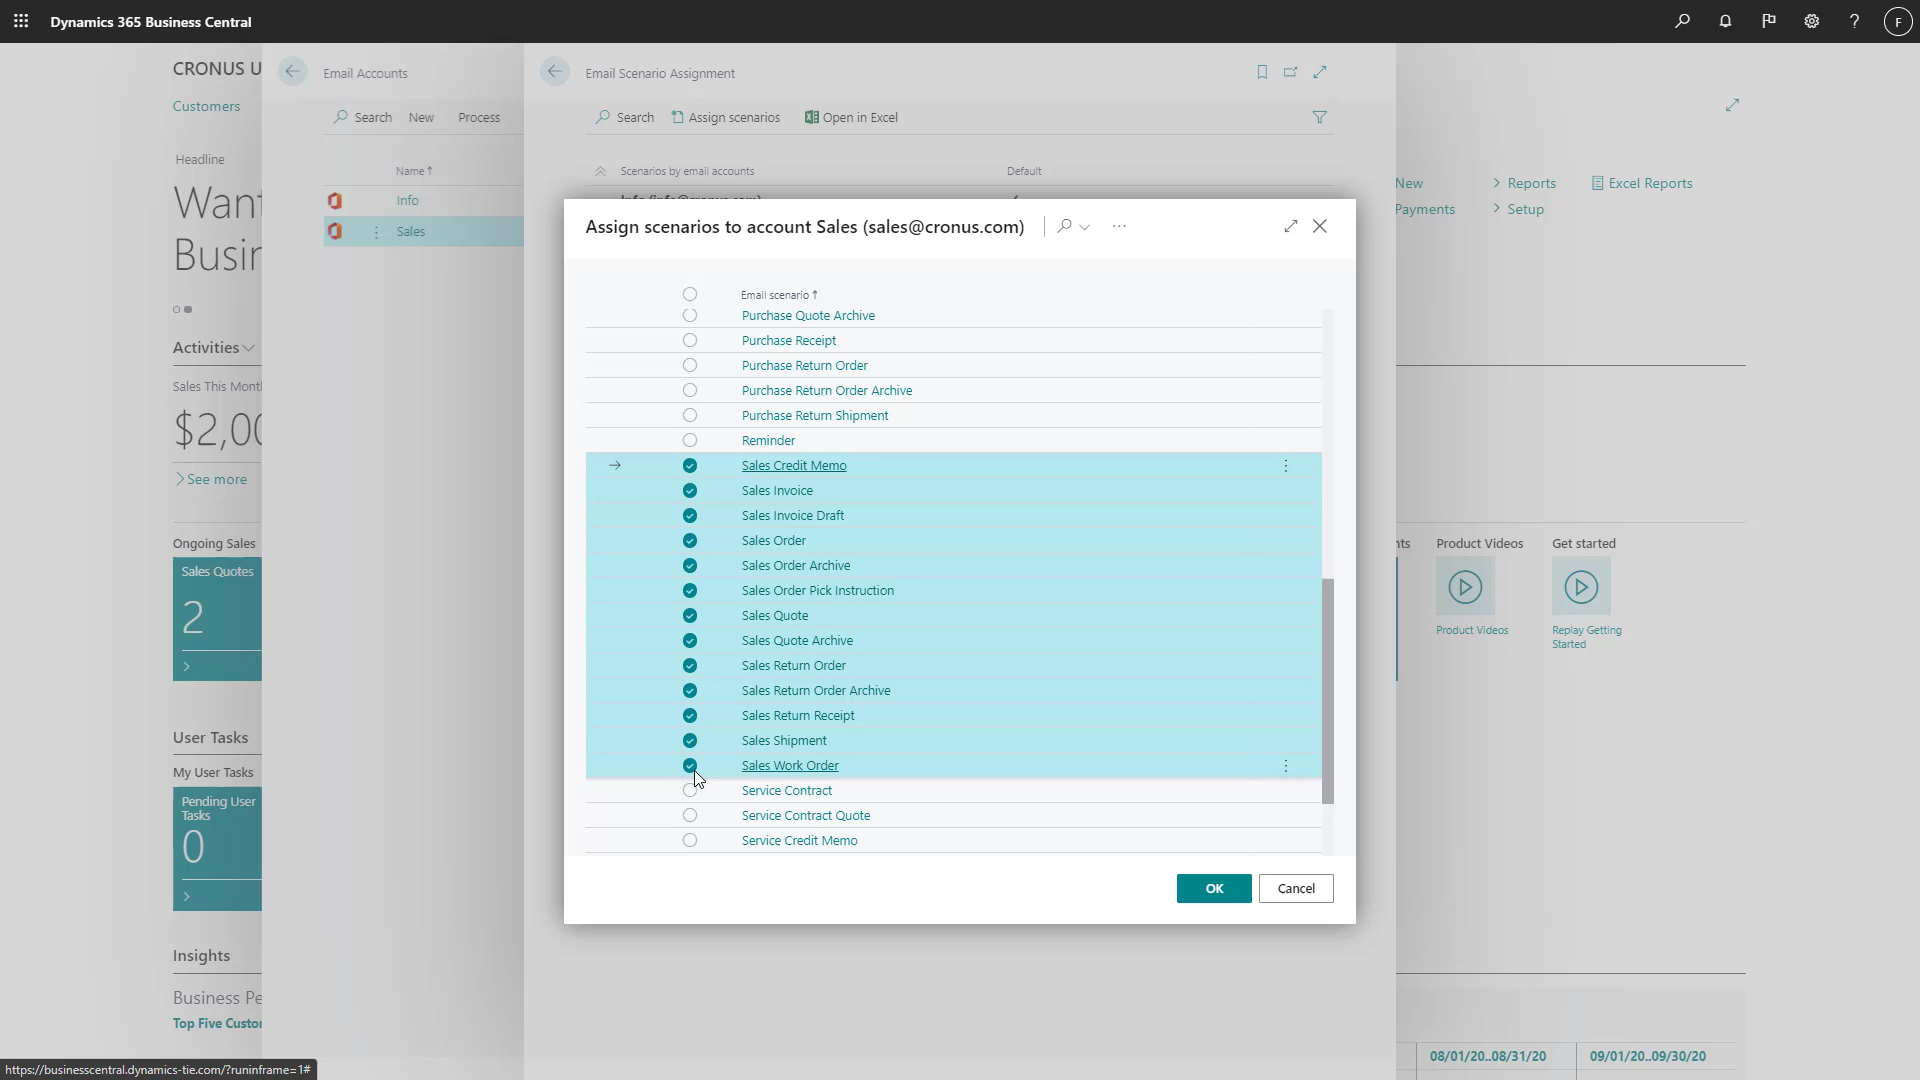 Dynamics 365 Business Central
F
CRONUS U
Customers
Headline
Want
Busin
Activities
Sales This Mont
$2,00
See more
Ongoing Sales
Sales Quotes
2
User Tasks
My User Tasks
Pending User
Tasks
0
Insights
Business Pe
Top Five Custo
Email Accounts
Search New Process
Name
Info
Sales
Email Scenario Assignment
Search Assign scenarios Open in Excel
Scenarios by email accounts Default
Assign scenarios to account Sales (sales@cronus.com)
Email scenario
Purchase Quote Archive
Purchase Receipt
Purchase Return Order
Purchase Return Order Archive
Purchase Return Shipment
Reminder
Sales Credit Memo
Sales Invoice
Sales Invoice Draft
Sales Order
Sales Order Archive
Sales Order Pick Instruction
Sales Quote
Sales Quote Archive
Sales Return Order
Sales Return Order Archive
Sales Return Receipt
Sales Shipment
Sales Work Order
Service Contract
Service Contract Quote
Service Credit Memo
OK Cancel
New Reports Excel Reports
Payments Setup
nts Product Videos Get started
Product Videos Replay Getting
Started
08/01/20..08/31/20 09/01/20..09/30/20
https://businesscentral.dynamics-tie.com/?runinframe=1#